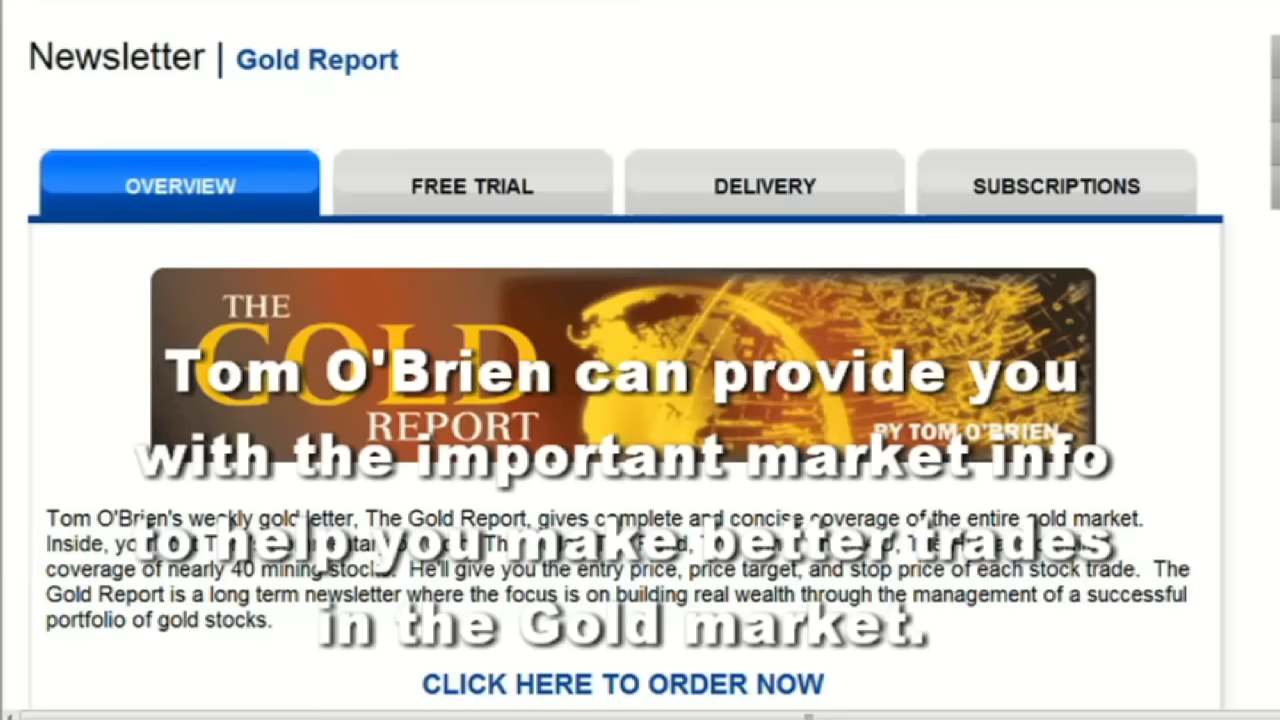 Newsletter | Gold Report
OVERVIEW
FREE TRIAL
DELIVERY
SUBSCRIPTIONS
THE
GOLD
REPORT
BY TOM O'BRIEN
Tom O'Brien can provide you
with the important market info
to help you make better trades
in the Gold market.
Tom O'Brien's weekly gold letter, The Gold Report, gives complete and concise coverage of the entire gold market.
Inside,
coverage of nearly 40 mining stocks. He'll give you the entry price, price target, and stop price of each stock trade. The
Gold Report is a long term newsletter where the focus is on building real wealth through the management of a successful
portfolio of gold stocks.
CLICK HERE TO ORDER NOW